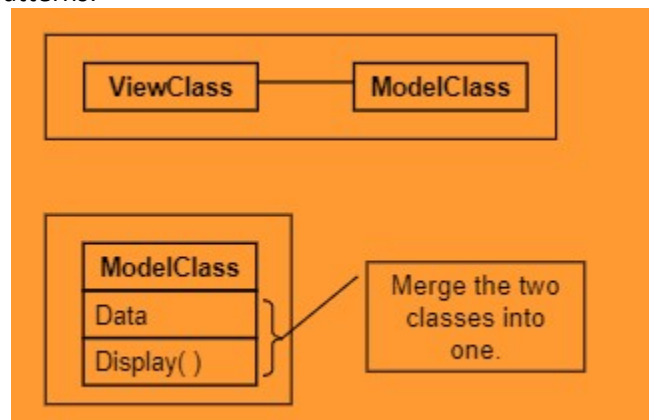 ViewClass
ModelClass
ModelClass
Data
Display( )
Merge the two
classes into
one.